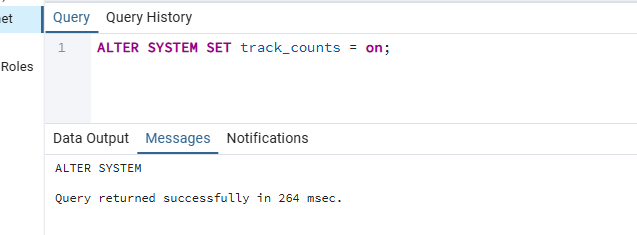 Query Query History
1 ALTER SYSTEM SET track_counts = on;
Roles
Data Output Messages Notifications
ALTER SYSTEM
Query returned successfully in 264 msec.